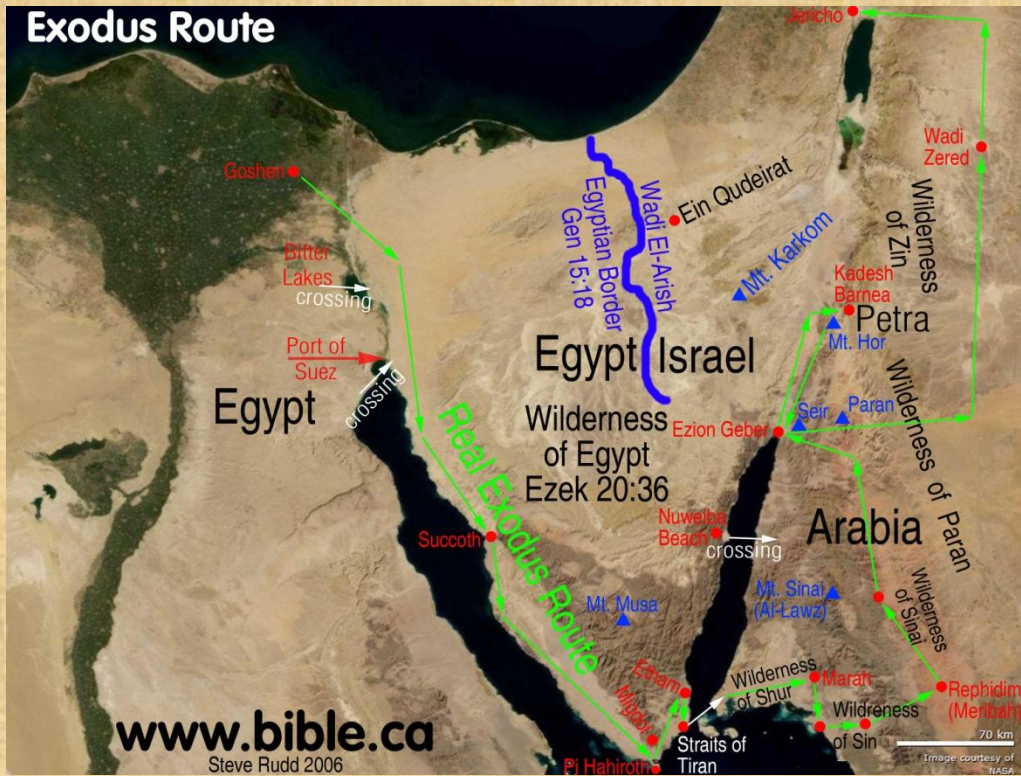 Exodus Route
Jericho
Goshen
Wadi
Zered
Ein Qudeirat
Wadi El-Arish
Egyptian Border
Gen 15:18
Wilderness
of Zin
Bitter
Lakes
crossing
Mt. Karkom
Kadesh
Barnea
Petra
Mt. Hor
Port of
Suez
crossing
Egypt
Egypt
Israel
Wilderness
of Egypt
Ezek 20:36
Seir
Paran
Ezion Geber
Wilderness of Paran
Real Exodus Route
Succoth
Nuweiba
Beach
crossing
Arabia
Mt. Musa
Mt. Sinai
(Al-Lawz)
Wilderness
of Sinai
Etham
Migdol
Pi Hahiroth
Straits of
Tiran
Wilderness
of Shur
Marah
Wildreness
of Sin
Rephidim
(Meribah)
www.bible.ca
Steve Rudd 2006
70 km
Image courtesy of
NASA